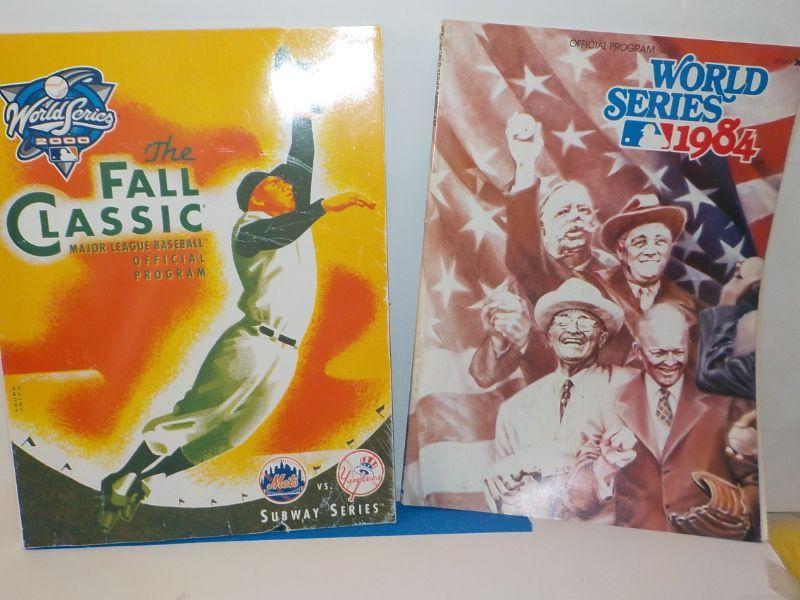 World Series
2000
The
FALL
CLASSIC
MAJOR LEAGUE BASEBALL
OFFICIAL
PROGRAM
Mets
VS.
Yankees
SUBWAY SERIES
OFFICIAL PROGRAM
WORLD
SERIES
1984